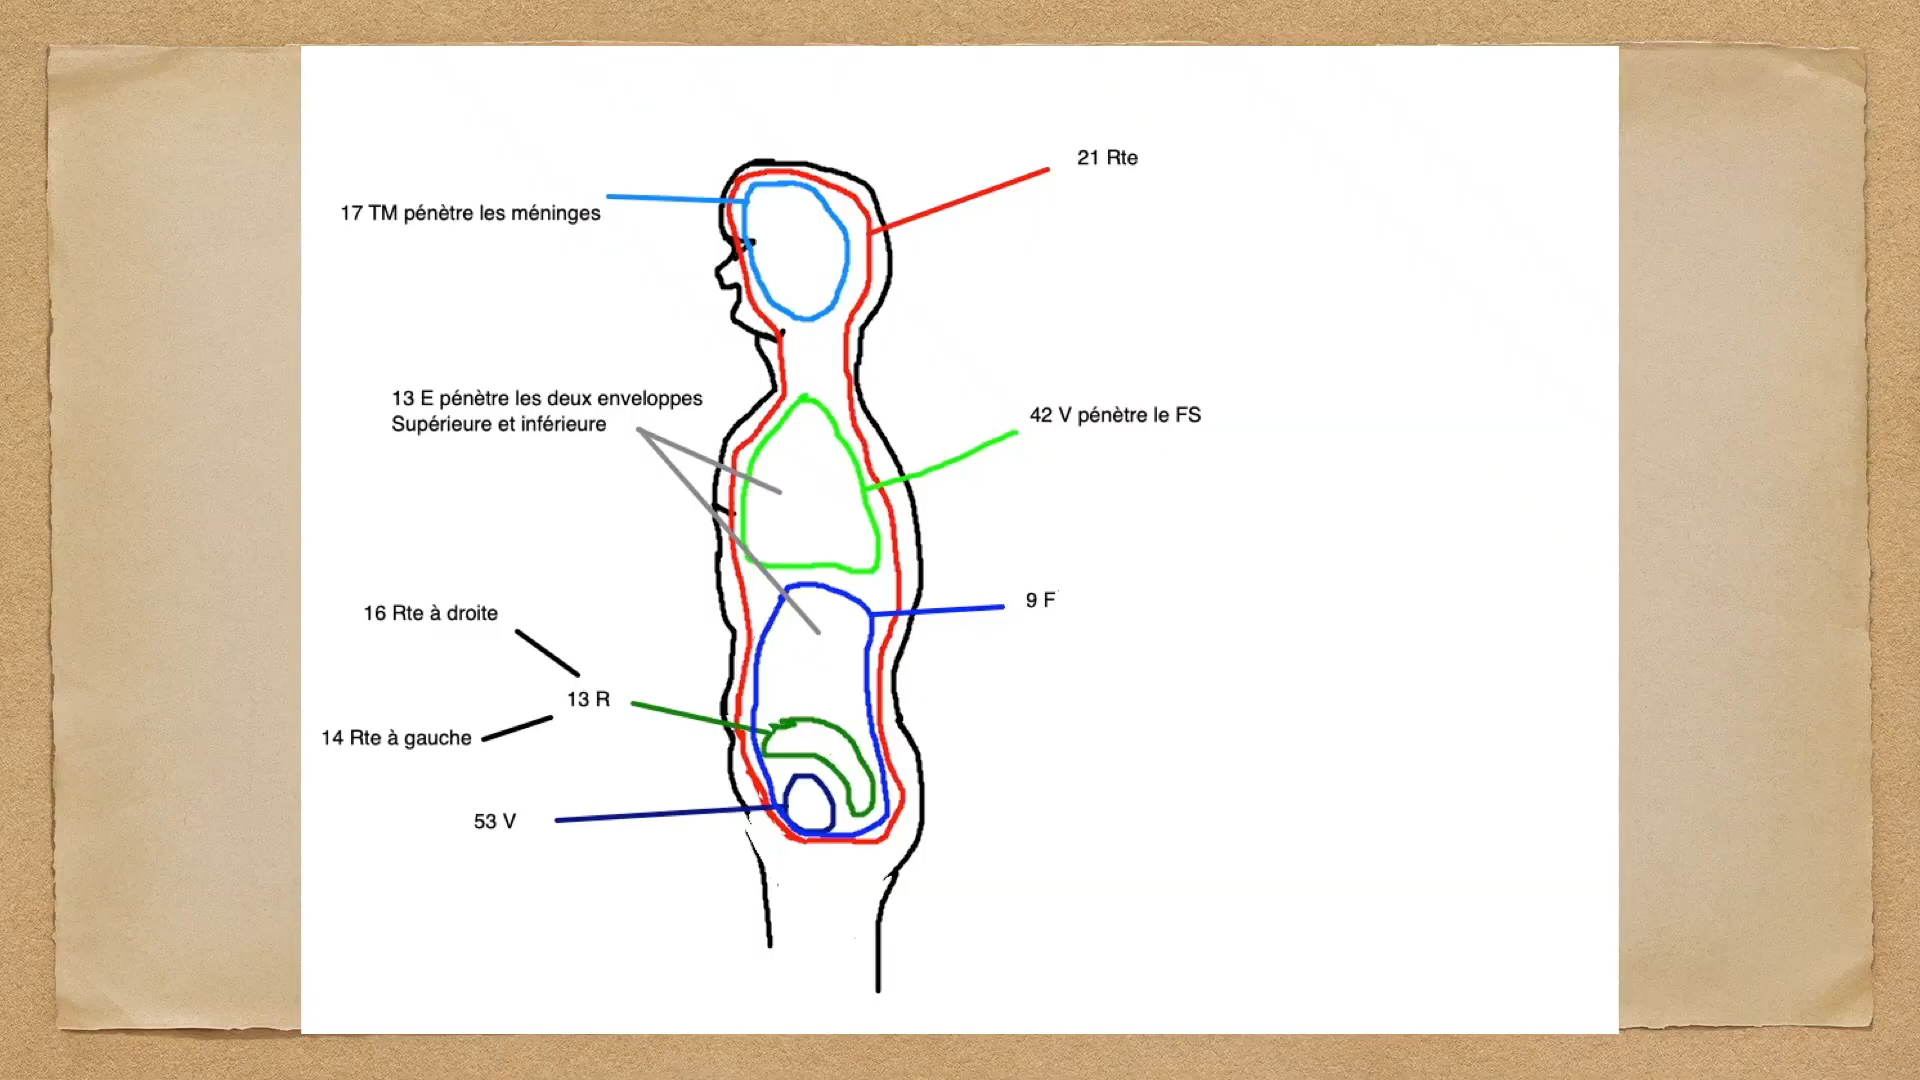 21 Rte
17 TM pénètre les méninges
13 E pénètre les deux enveloppes
Supérieure et inférieure
42 V pénètre le FS
9 F
16 Rte à droite
13 R
14 Rte à gauche
53 V